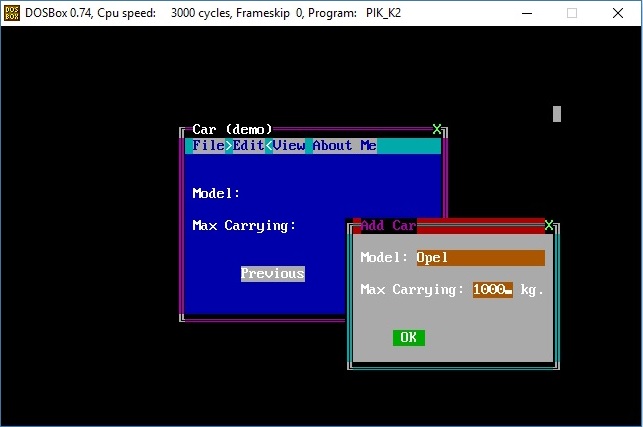 DOSBox 0.74, Cpu speed: 3000 cycles, Frameskip 0, Program: PIK_K2
Car (demo) X
File>Edit<View About Me
Model:
Max Carrying:
Previous
Add Car X
Model: Opel
Max Carrying: 1000 kg.
OK